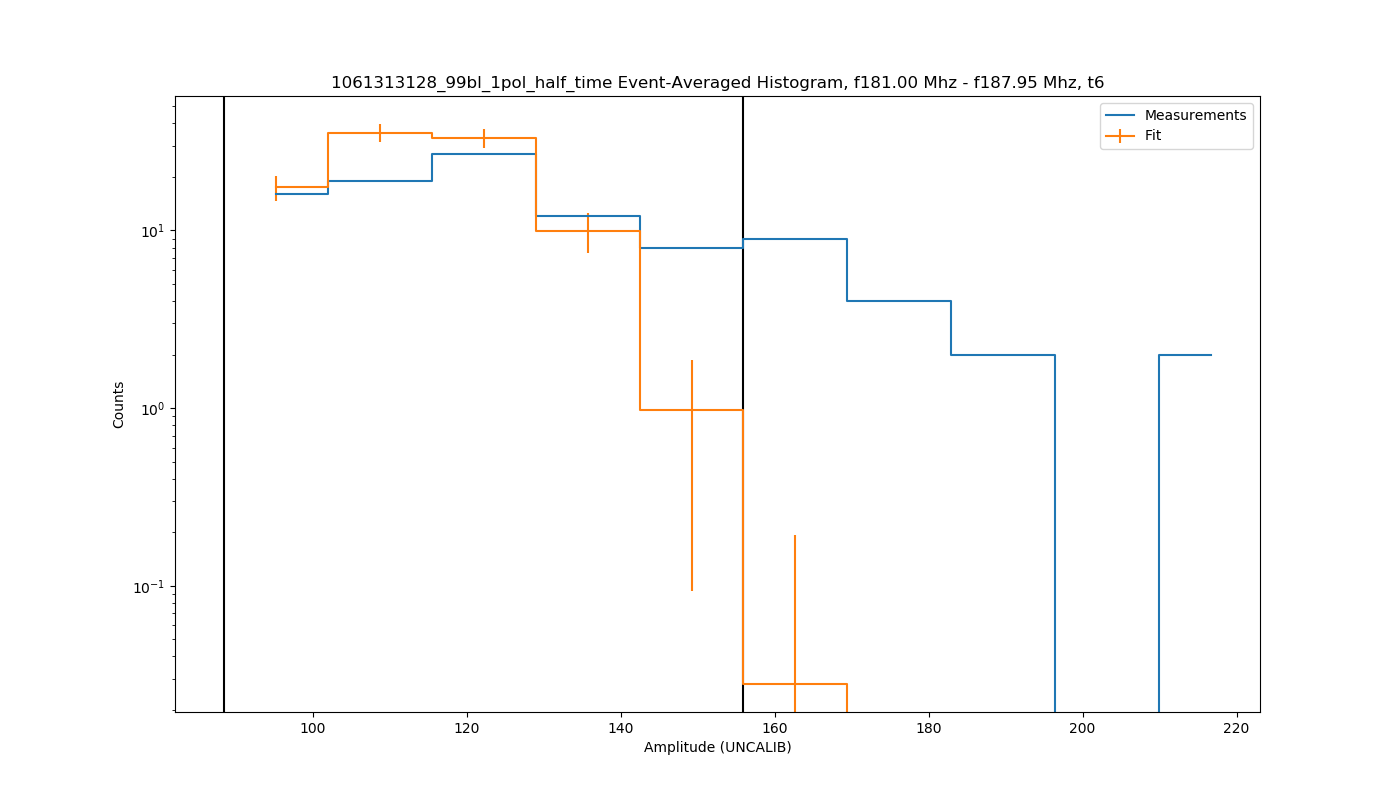 1061313128_99bl_1pol_half_time Event-Averaged Histogram, f181.00 Mhz - f187.95 Mhz, t6
Measurements
Fit
Counts
10¹
10⁰
10⁻¹
100 120 140 160 180 200 220
Amplitude (UNCALIB)